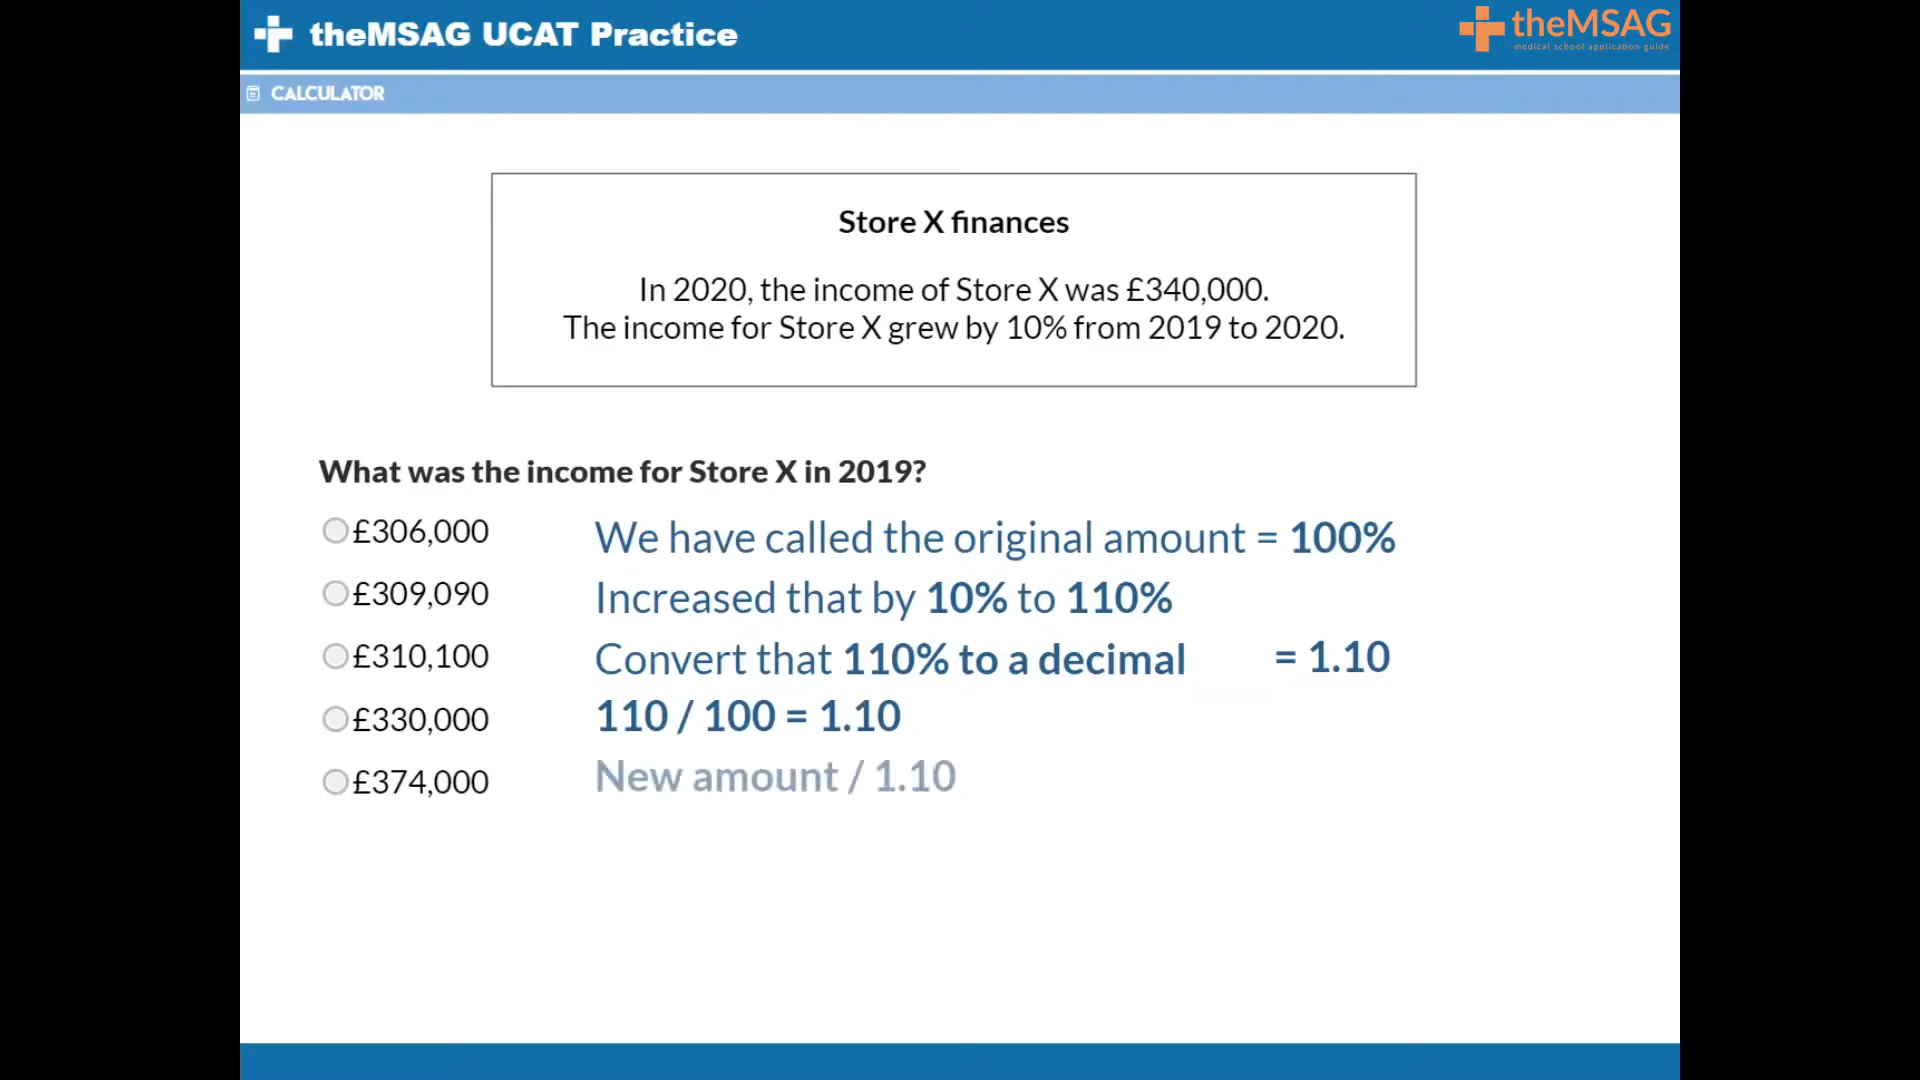 theMSAG UCAT Practice
theMSAG
medical school application guide
CALCULATOR
Store X finances
In 2020, the income of Store X was £340,000.
The income for Store X grew by 10% from 2019 to 2020.
What was the income for Store X in 2019?
£306,000
£309,090
£310,100
£330,000
£374,000
We have called the original amount = 100%
Increased that by 10% to 110%
Convert that 110% to a decimal = 1.10
110 / 100 = 1.10
New amount / 1.10